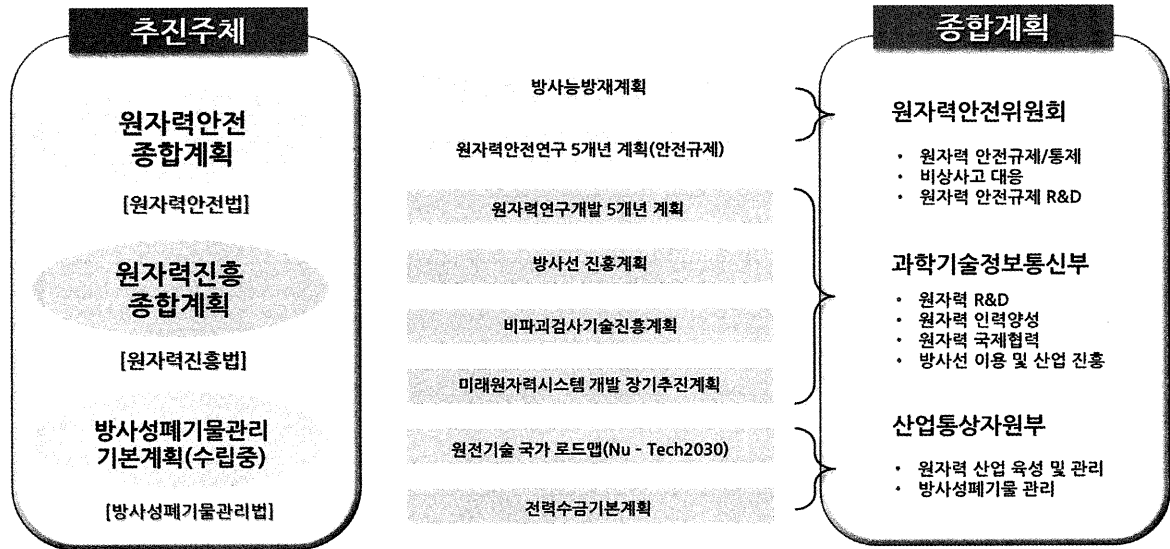 추진주체
원자력안전
종합계획
[원자력안전법]
원자력진흥
종합계획
[원자력진흥법]
방사성폐기물관리
기본계획(수립중)
[방사성폐기물관리법]
방사능방재계획
원자력안전연구 5개년 계획(안전규제)
원자력연구개발 5개년 계획
방사선 진흥계획
비파괴검사기술진흥계획
미래원자력시스템 개발 장기추진계획
원전기술 국가 로드맵(Nu - Tech2030)
전력수급기본계획
종합계획
원자력안전위원회
• 원자력 안전규제/통제
• 비상사고 대응
• 원자력 안전규제 R&D
과학기술정보통신부
• 원자력 R&D
• 원자력 인력양성
• 원자력 국제협력
• 방사선 이용 및 산업 진흥
산업통상자원부
• 원자력 산업 육성 및 관리
• 방사성폐기물 관리